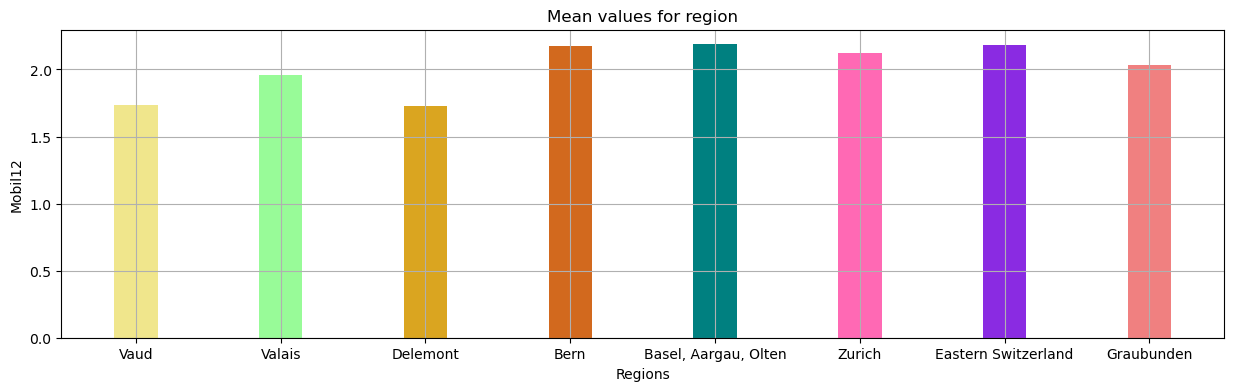 Mean values for region
Mobil12
2.0
1.5
1.0
0.5
0.0
Vaud Valais Delemont Bern Basel, Aargau, Olten Zurich Eastern Switzerland Graubunden
Regions